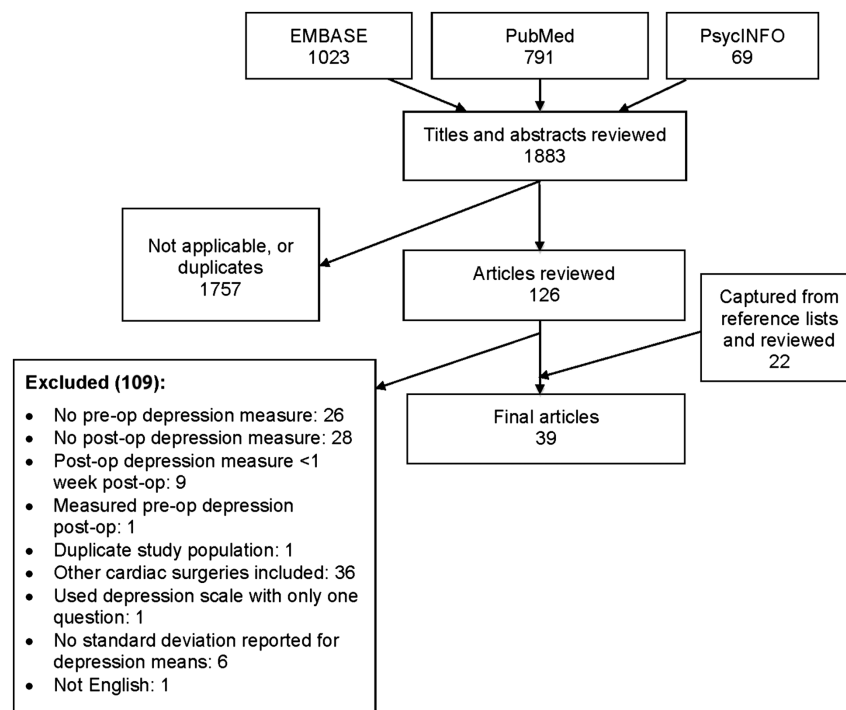 EMBASE
1023
PubMed
791
PsycINFO
69
Titles and abstracts reviewed
1883
Not applicable, or
duplicates
1757
Articles reviewed
126
Captured from
reference lists
and reviewed
22
Excluded (109):
• No pre-op depression measure: 26
• No post-op depression measure: 28
• Post-op depression measure <1
week post-op: 9
• Measured pre-op depression
post-op: 1
• Duplicate study population: 1
• Other cardiac surgeries included: 36
• Used depression scale with only one
question: 1
• No standard deviation reported for
depression means: 6
• Not English: 1
Final articles
39